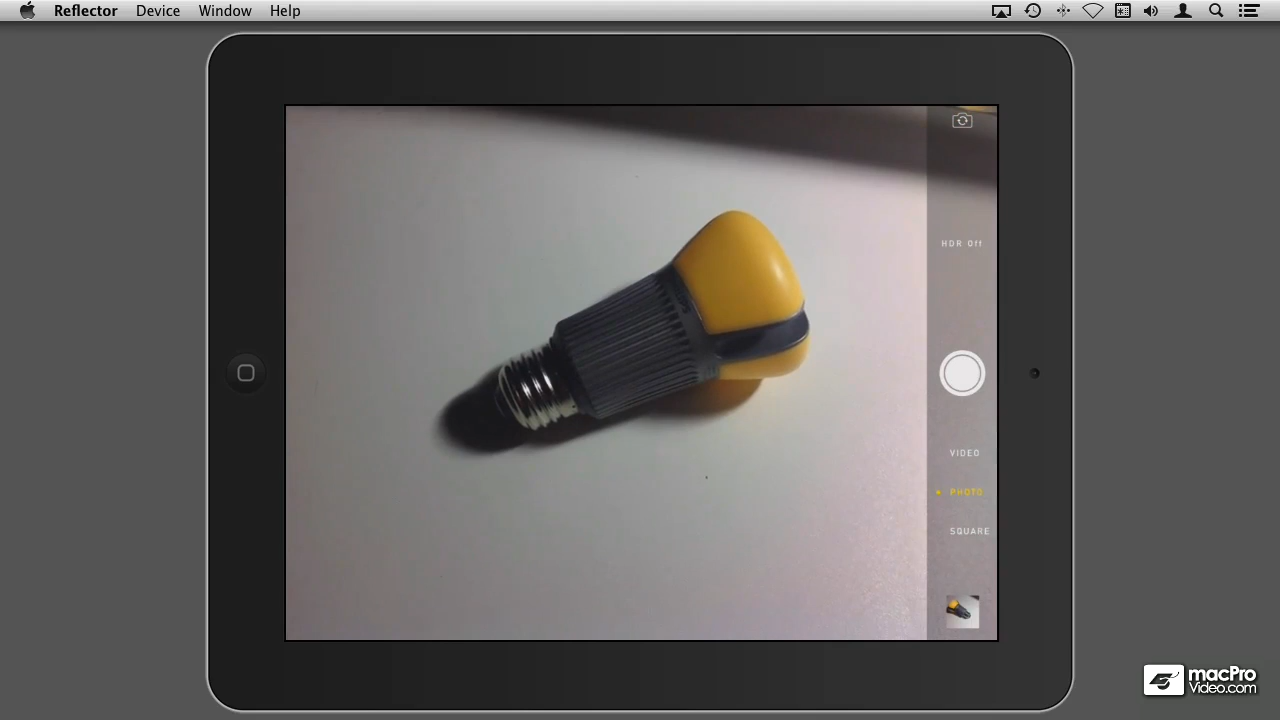 Reflector Device Window Help
HDR Off
VIDEO
PHOTO
SQUARE
macPro
Video.com